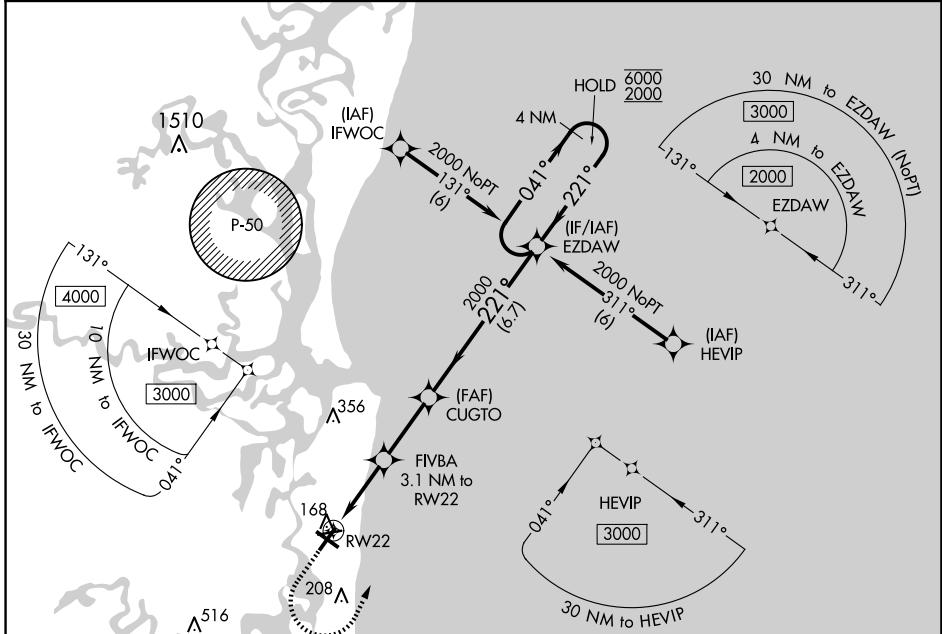 HOLD 6000
2000
30 NM to EZDAW (NoPT)
3000
4 NM to EZDAW
2000
EZDAW
131°
311°
4 NM
(IAF)
IFWOC
1510
2000 NoPT
131°
(6)
041°
221°
P-50
(IF/IAF)
EZDAW
2000 NoPT
311°
(6)
(IAF)
HEVIP
2000
221°
(6.7)
131°
4000
IFWOC
10 NM to IFWOC
3000
30 NM to IFWOC
041°
(FAF)
CUGTO
356
FIVBA
3.1 NM to
RW22
168
RW22
208
516
HEVIP
3000
041°
311°
30 NM to HEVIP